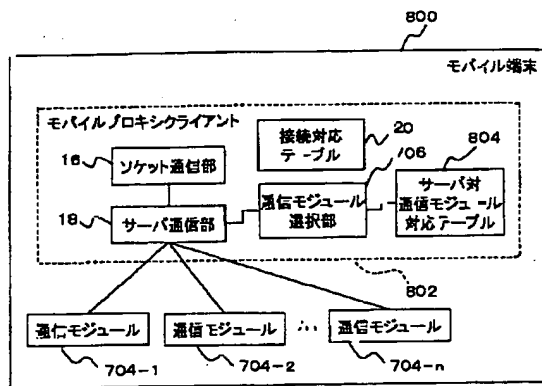 800
モバイル端末
モバイルプロキシクライアント
接続対応
テーブル
20
16
ソケット通信部
106
804
通信モジュール
選択部
サーバ対
通信モジュール
対応テーブル
18
サーバ通信部
802
通信モジュール
通信モジュール
...
通信モジュール
704-1
704-2
704-n